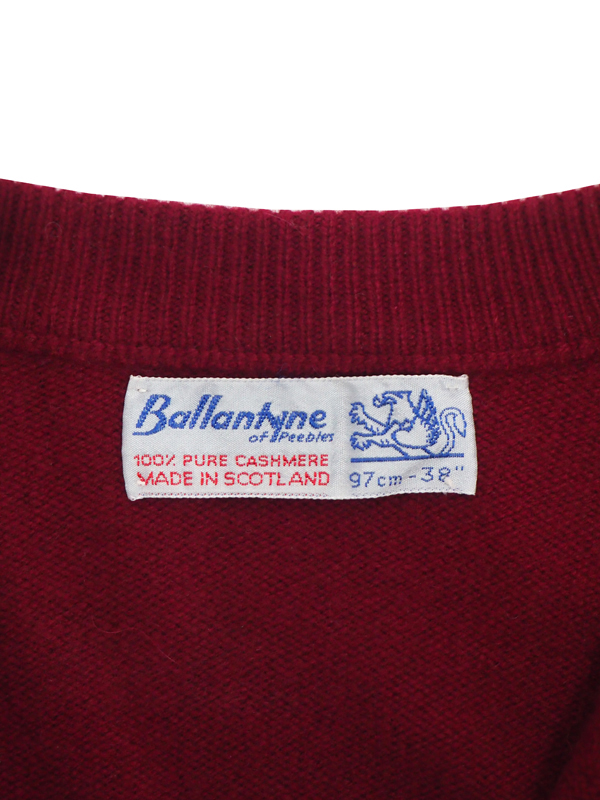 Ballantyne
of Peebles
100% PURE CASHMERE
MADE IN SCOTLAND
97cm - 38"